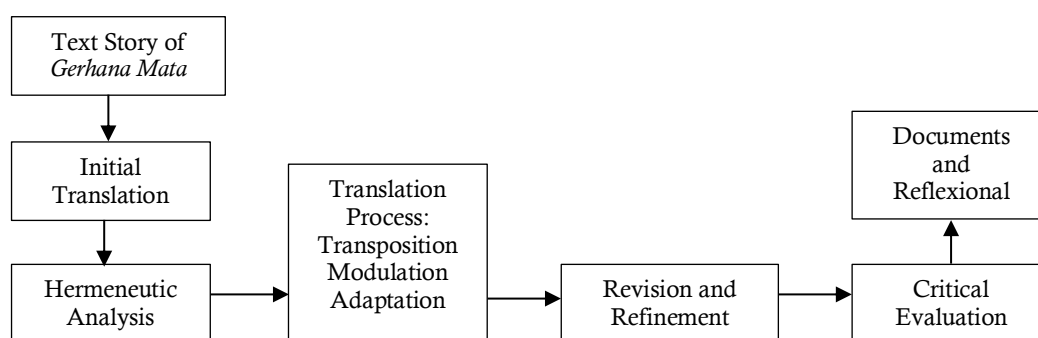 Text Story of
Gerhana Mata
Initial
Translation
Hermeneutic
Analysis
Translation
Process:
Transposition
Modulation
Adaptation
Revision and
Refinement
Critical
Evaluation
Documents
and
Reflexional